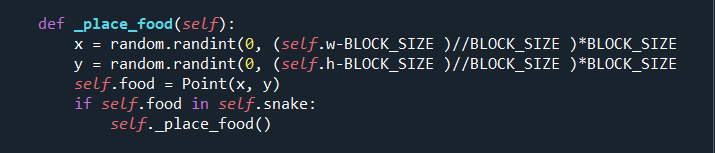 def _place_food(self):
x = random.randint(0, (self.w-BLOCK_SIZE )//BLOCK_SIZE )*BLOCK_SIZE
y = random.randint(0, (self.h-BLOCK_SIZE )//BLOCK_SIZE )*BLOCK_SIZE
self.food = Point(x, y)
if self.food in self.snake:
self._place_food()